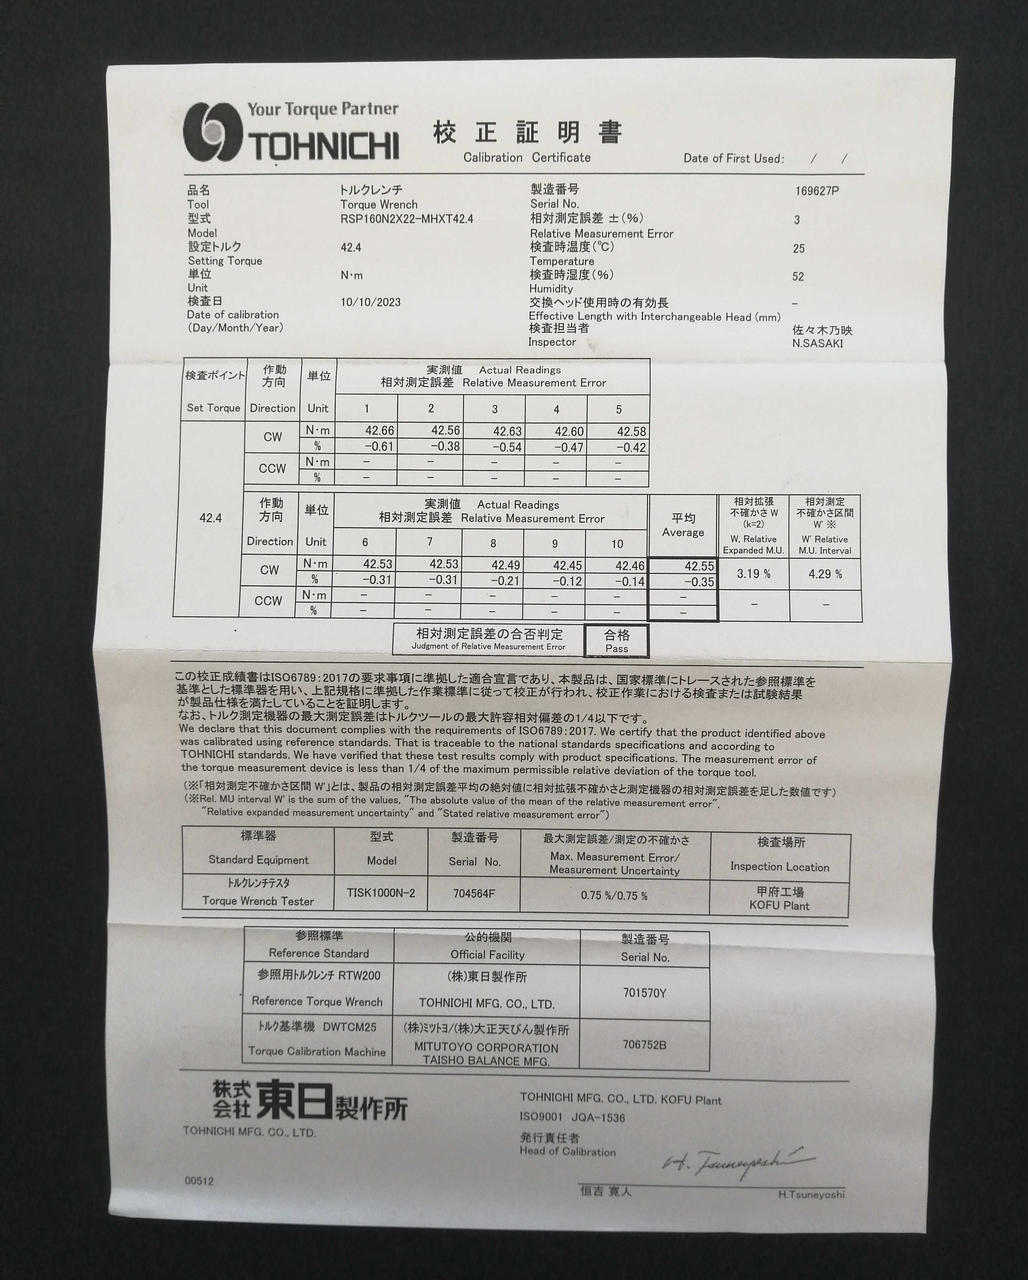 Your Torque Partner
TOHNICHI
校正証明書
Calibration Certificate
Date of First Used: / /
品名 トルクレンチ
Tool Torque Wrench
型式 RSP160N2X22-MHXT42.4
Model
設定トルク 42.4
Setting Torque
単位 N・m
Unit
検査日 10/10/2023
Date of calibration
(Day/Month/Year)
製造番号 169627P
Serial No.
相対測定誤差 ±(%) 3
Relative Measurement Error
検査時温度(℃) 25
Temperature
検査時湿度(%) 52
Humidity
交換ヘッド使用時の有効長 －
Effective Length with Interchangeable Head (mm)
検査担当者 佐々木乃映
Inspector N.SASAKI
検査ポイント 作動方向 単位 実測値 Actual Readings
相対測定誤差 Relative Measurement Error
Set Torque Direction Unit 1 2 3 4 5
CW N・m 42.66 42.56 42.63 42.60 42.58
% -0.61 -0.38 -0.54 -0.47 -0.42
CCW N・m － － － － －
% － － － － －
42.4
作動方向 単位 実測値 Actual Readings
相対測定誤差 Relative Measurement Error
平均
Average
相対拡張
不確かさ W
(k=2)
W, Relative
Expanded M.U.
相対測定
不確かさ区間
W' ※
W' Relative
M.U. Interval
Direction Unit 6 7 8 9 10
CW N・m 42.53 42.53 42.49 42.45 42.46 42.55 3.19 % 4.29 %
% -0.31 -0.31 -0.21 -0.12 -0.14 -0.35
CCW N・m － － － － － － － －
% － － － － － －
相対測定誤差の合否判定 合格
Judgment of Relative Measurement Error Pass
この校正成績書はISO6789:2017の要求事項に準拠した適合宣言であり、本製品は、国家標準にトレースされた参照標準を
基準とした標準器を用い、上記規格に準拠した作業標準に従って校正が行われ、校正作業における検査または試験結果
が製品仕様を満たしていることを証明します。
なお、トルク測定機器の最大測定誤差はトルクツールの最大許容相対偏差の1/4以下です。
We declare that this document complies with the requirements of ISO6789:2017. We certify that the product identified above
was calibrated using reference standards. That is traceable to the national standards specifications and according to
TOHNICHI standards. We have verified that these test results comply with product specifications. The measurement error of
the torque measurement device is less than 1/4 of the maximum permissible relative deviation of the torque tool.
(※「相対測定不確かさ区間 W'」とは、製品の相対測定誤差平均の絶対値に相対拡張不確かさと測定機器の相対測定誤差を足した数値です)
(※Rel. MU interval W' is the sum of the values, "The absolute value of the mean of the relative measurement error",
"Relative expanded measurement uncertainty" and "Stated relative measurement error")
標準器 型式 製造番号 最大測定誤差/測定の不確かさ 検査場所
Standard Equipment Model Serial No. Max. Measurement Error/
Measurement Uncertainty Inspection Location
トルクレンチテスタ
Torque Wrench Tester TISK1000N-2 704564F 0.75 %/0.75 % 甲府工場
KOFU Plant
参照標準 公的機関 製造番号
Reference Standard Official Facility Serial No.
参照用トルクレンチ RTW200 (株)東日製作所 701570Y
Reference Torque Wrench TOHNICHI MFG. CO., LTD.
トルク基準機 DWTCM25 (株)ミツトヨ/(株)大正天びん製作所 706752B
Torque Calibration Machine MITUTOYO CORPORATION
TAISHO BALANCE MFG.
株式会社 東日製作所
TOHNICHI MFG. CO., LTD.
TOHNICHI MFG. CO., LTD. KOFU Plant
ISO9001 JQA-1536
発行責任者
Head of Calibration
H. Tsuneyoshi
00512
恒吉 寛人 H.Tsuneyoshi